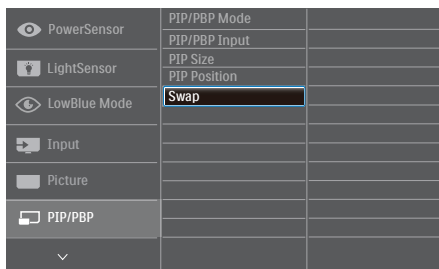 PowerSensor
LightSensor
LowBlue Mode
Input
Picture
PIP/PBP
PIP/PBP Mode
PIP/PBP Input
PIP Size
PIP Position
Swap